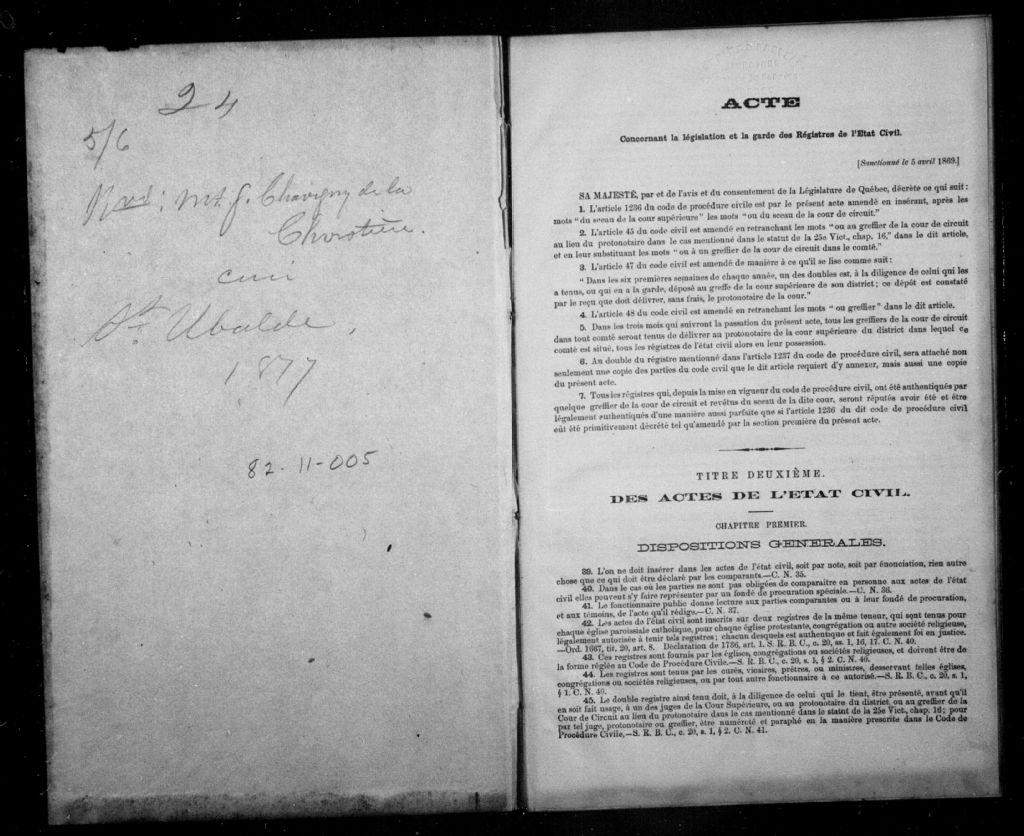 24
5/6
Rvd: Mt. J. Chavigny de la
Chevrotière.
curé
St. Ubalde,
1877
82-11-005
ACTE
Concernant la législation et la garde des Régistres de l'Etat Civil.
[Sanctionné le 5 avril 1869.]
SA MAJESTÉ, par et de l'avis et du consentement de la Législature de Québec, décrète ce qui suit:
1. L'article 1236 du code de procédure civile est par le présent acte amendé en insérant, après les
mots "du sceau de la cour supérieure" les mots "ou du sceau de la cour de circuit."
2. L'article 45 du code civil est amendé en retranchant les mots "ou au greffier de la cour de circuit
au lieu du protonotaire dans le cas mentionné dans le statut de la 25e Vict., chap. 16," dans le dit article,
et en leur substituant les mots "ou à un greffier de la cour de circuit dans le comté."
3. L'article 47 du code civil est amendé de manière à ce qu'il se lise comme suit:
"Dans les six premières semaines de chaque année, un des doubles est, à la diligence de celui qui les
a tenus, ou qui en a la garde, déposé au greffe de la cour supérieure de son district; ce dépôt est constaté
par le reçu que doit délivrer, sans frais, le protonotaire de la cour."
4. L'article 48 du code civil est amendé en retranchant les mots "ou greffier" dans le dit article.
5. Dans les trois mois qui suivront la passation du présent acte, tous les greffiers de la cour de circuit
dans tout comté seront tenus de délivrer au protonotaire de la cour supérieure du district dans lequel ce
comté est situé, tous les régistres de l'état civil alors en leur possession.
6. Au double du régistre mentionné dans l'article 1237 du code de procédure civil, sera attaché non
seulement une copie des parties du code civil que le dit article requiert d'y annexer, mais aussi une copie
du présent acte.
7. Tous les régistres qui, depuis la mise en vigueur du code de procédure civil, ont été authentiqués par
quelque greffier de la cour de circuit et revêtus du sceau de la dite cour, seront réputés avoir été et être
légalement authentiqués d'une manière aussi parfaite que si l'article 1236 du dit code de procédure civil
eût été primitivement décrété tel qu'amendé par la section première du présent acte.
TITRE DEUXIÈME.
DES ACTES DE L'ETAT CIVIL.
CHAPITRE PREMIER.
DISPOSITIONS GENERALES.
39. L'on ne doit insérer dans les actes de l'état civil, soit par note, soit par énonciation, rien autre
chose que ce qui doit être déclaré par les comparants.—C. N. 35.
40. Dans le cas où les parties ne sont pas obligées de comparaître en personne aux actes de l'état
civil elles peuvent s'y faire représenter par un fondé de procuration spéciale.—C. N. 36.
41. Le fonctionnaire public donne lecture aux parties comparantes ou à leur fondé de procuration,
et aux témoins, de l'acte qu'il rédige.—C. N. 37.
42. Les actes de l'état civil sont inscrits sur deux registres de la même teneur, qui sont tenus pour
chaque église paroissiale catholique, pour chaque église protestante, congrégation ou autre société religieuse,
légalement autorisée à tenir tels registres; chacun desquels est authentique et fait également foi en justice.
—Ord. 1667, tit. 20, art. 8. Déclaration de 1736, art. 1. S. R. B. C., c. 20, ss. 1, 16, 17. C. N. 40.
43. Ces registres sont fournis par les églises, congrégations ou sociétés religieuses, et doivent être de
la forme réglée au Code de Procédure Civile.—S. R. B. C., c. 20, s. 5, § 2. C. N. 40.
44. Les registres sont tenus par les curés, vicaires, prêtres, ou ministres, desservant telles églises,
congrégations ou sociétés religieuses, ou par tout autre fonctionnaire à ce autorisé.—S. R. B. C., c. 20, s. 1,
§ 1. C. N. 40.
45. Le double registre ainsi tenu doit, à la diligence de celui qui le tient, être présenté, avant qu'il
en soit fait usage, à un des juges de la Cour Supérieure, ou au protonotaire du district, ou au greffier de la
Cour de Circuit au lieu du protonotaire dans le cas mentionné dans le statut de la 25e Vict., chap. 16; pour
par tel juge, protonotaire ou greffier, être numéroté et paraphé en la manière prescrite dans le Code de
Procédure Civile.—S. R. B. C., c. 20, s. 1, § 2. C. N. 41.